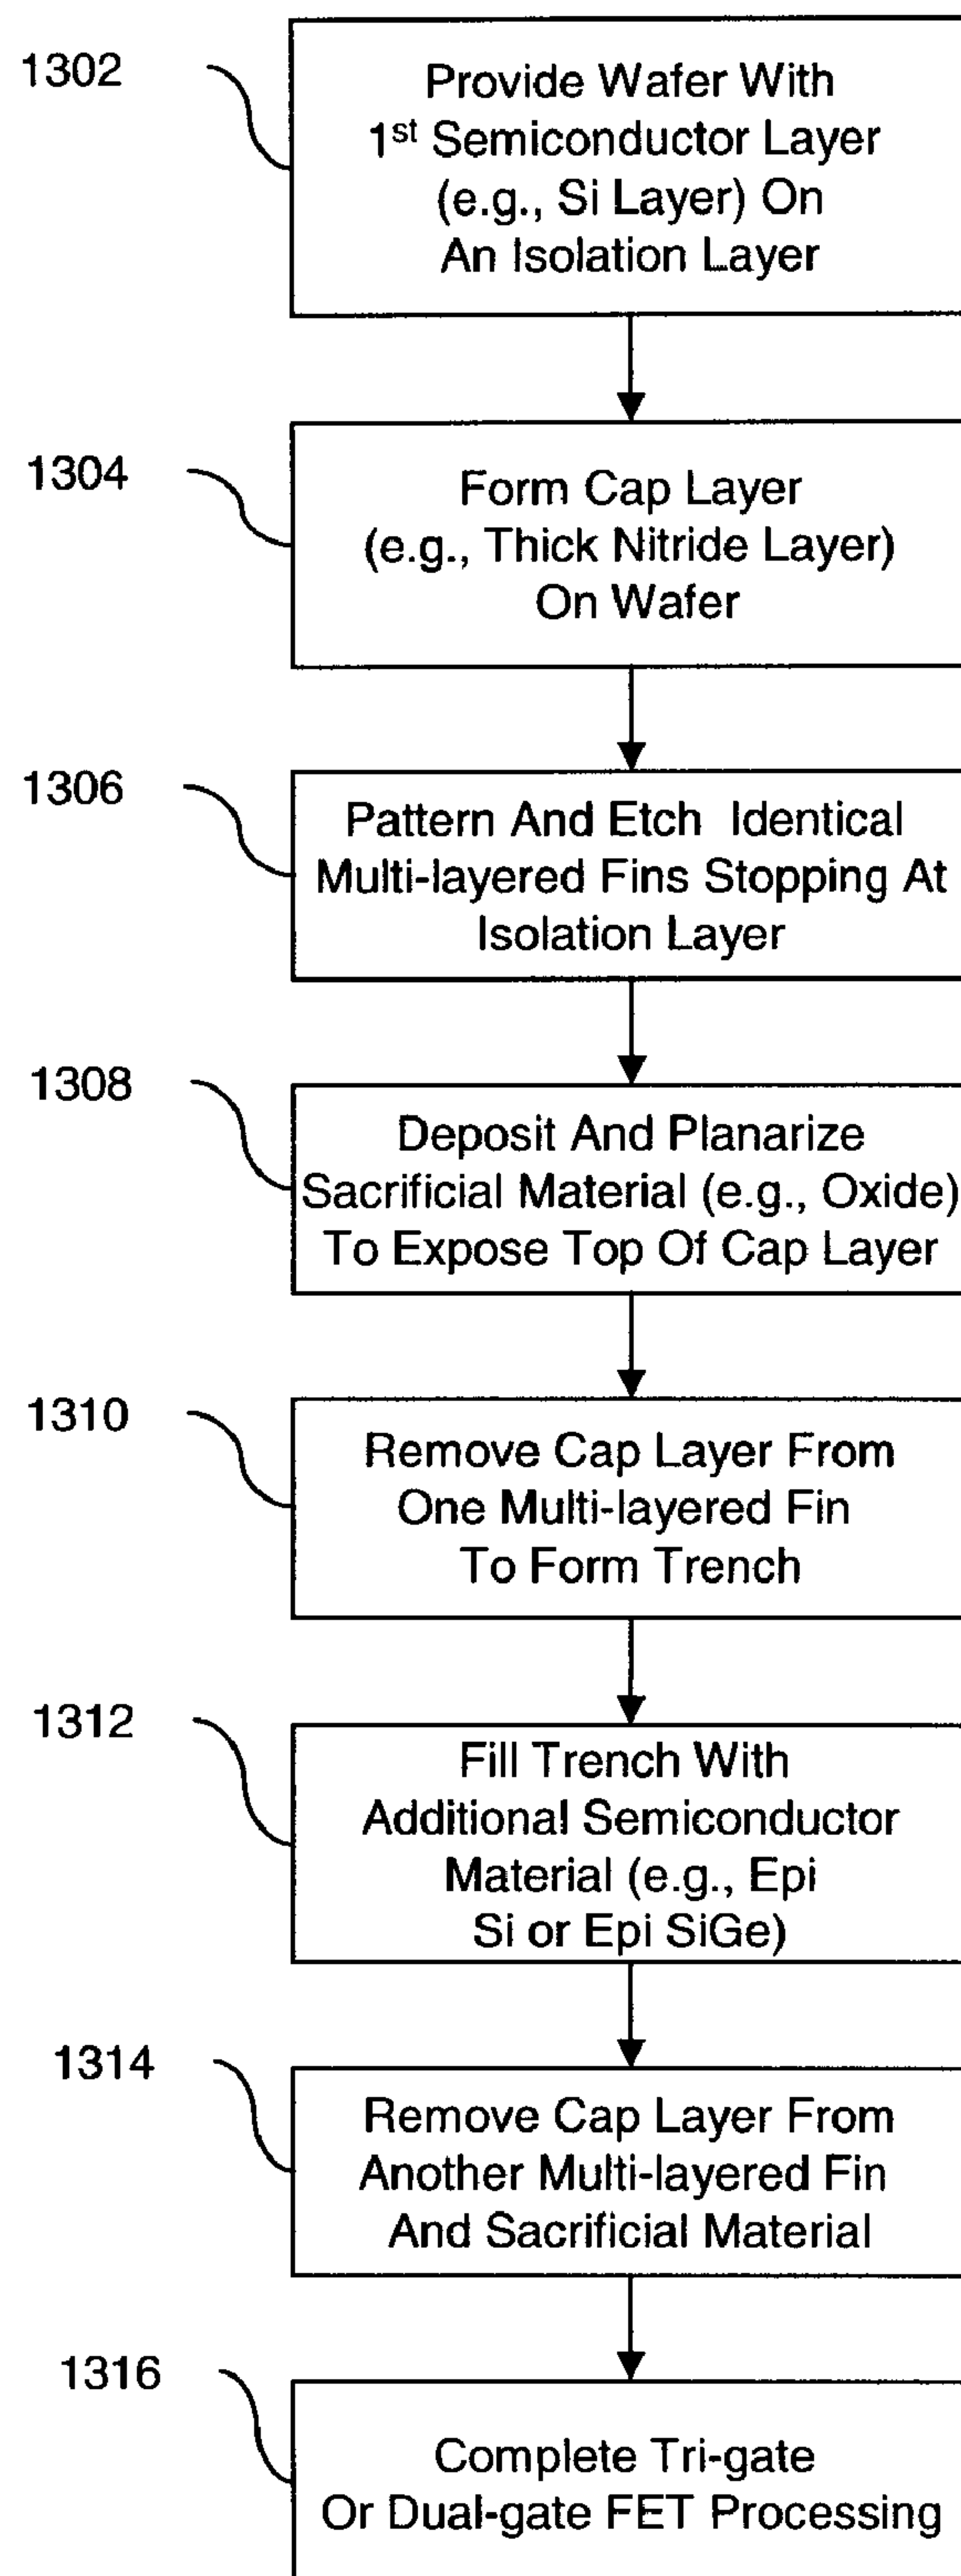 1302
Provide Wafer With
1st Semiconductor Layer
(e.g., Si Layer) On
An Isolation Layer
1304
Form Cap Layer
(e.g., Thick Nitride Layer)
On Wafer
1306
Pattern And Etch Identical
Multi-layered Fins Stopping At
Isolation Layer
1308
Deposit And Planarize
Sacrificial Material (e.g., Oxide)
To Expose Top Of Cap Layer
1310
Remove Cap Layer From
One Multi-layered Fin
To Form Trench
1312
Fill Trench With
Additional Semiconductor
Material (e.g., Epi
Si or Epi SiGe)
1314
Remove Cap Layer From
Another Multi-layered Fin
And Sacrificial Material
1316
Complete Tri-gate
Or Dual-gate FET Processing